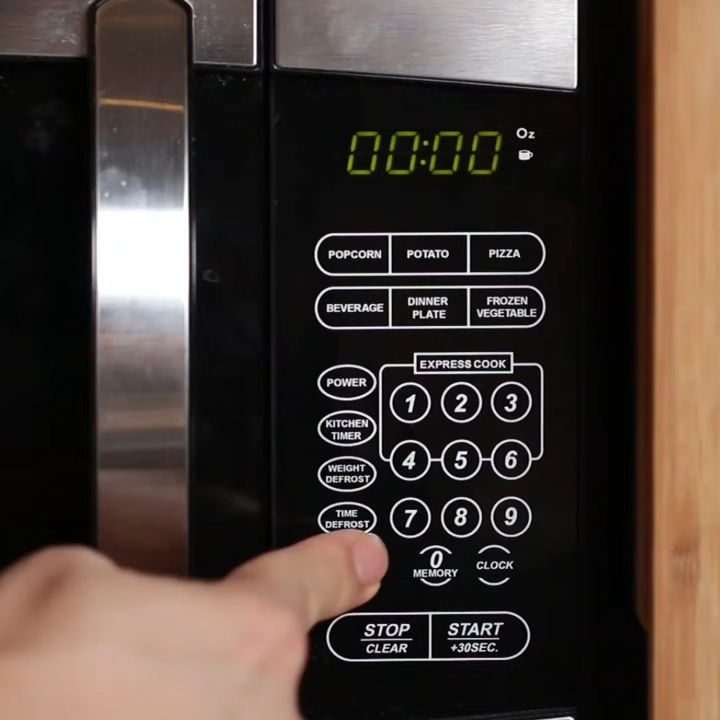 00:00 Oz
POPCORN POTATO PIZZA
BEVERAGE DINNER PLATE FROZEN VEGETABLE
EXPRESS COOK
POWER 1 2 3
KITCHEN TIMER
WEIGHT DEFROST 4 5 6
TIME DEFROST 7 8 9
0 MEMORY CLOCK
STOP START
CLEAR +30SEC.